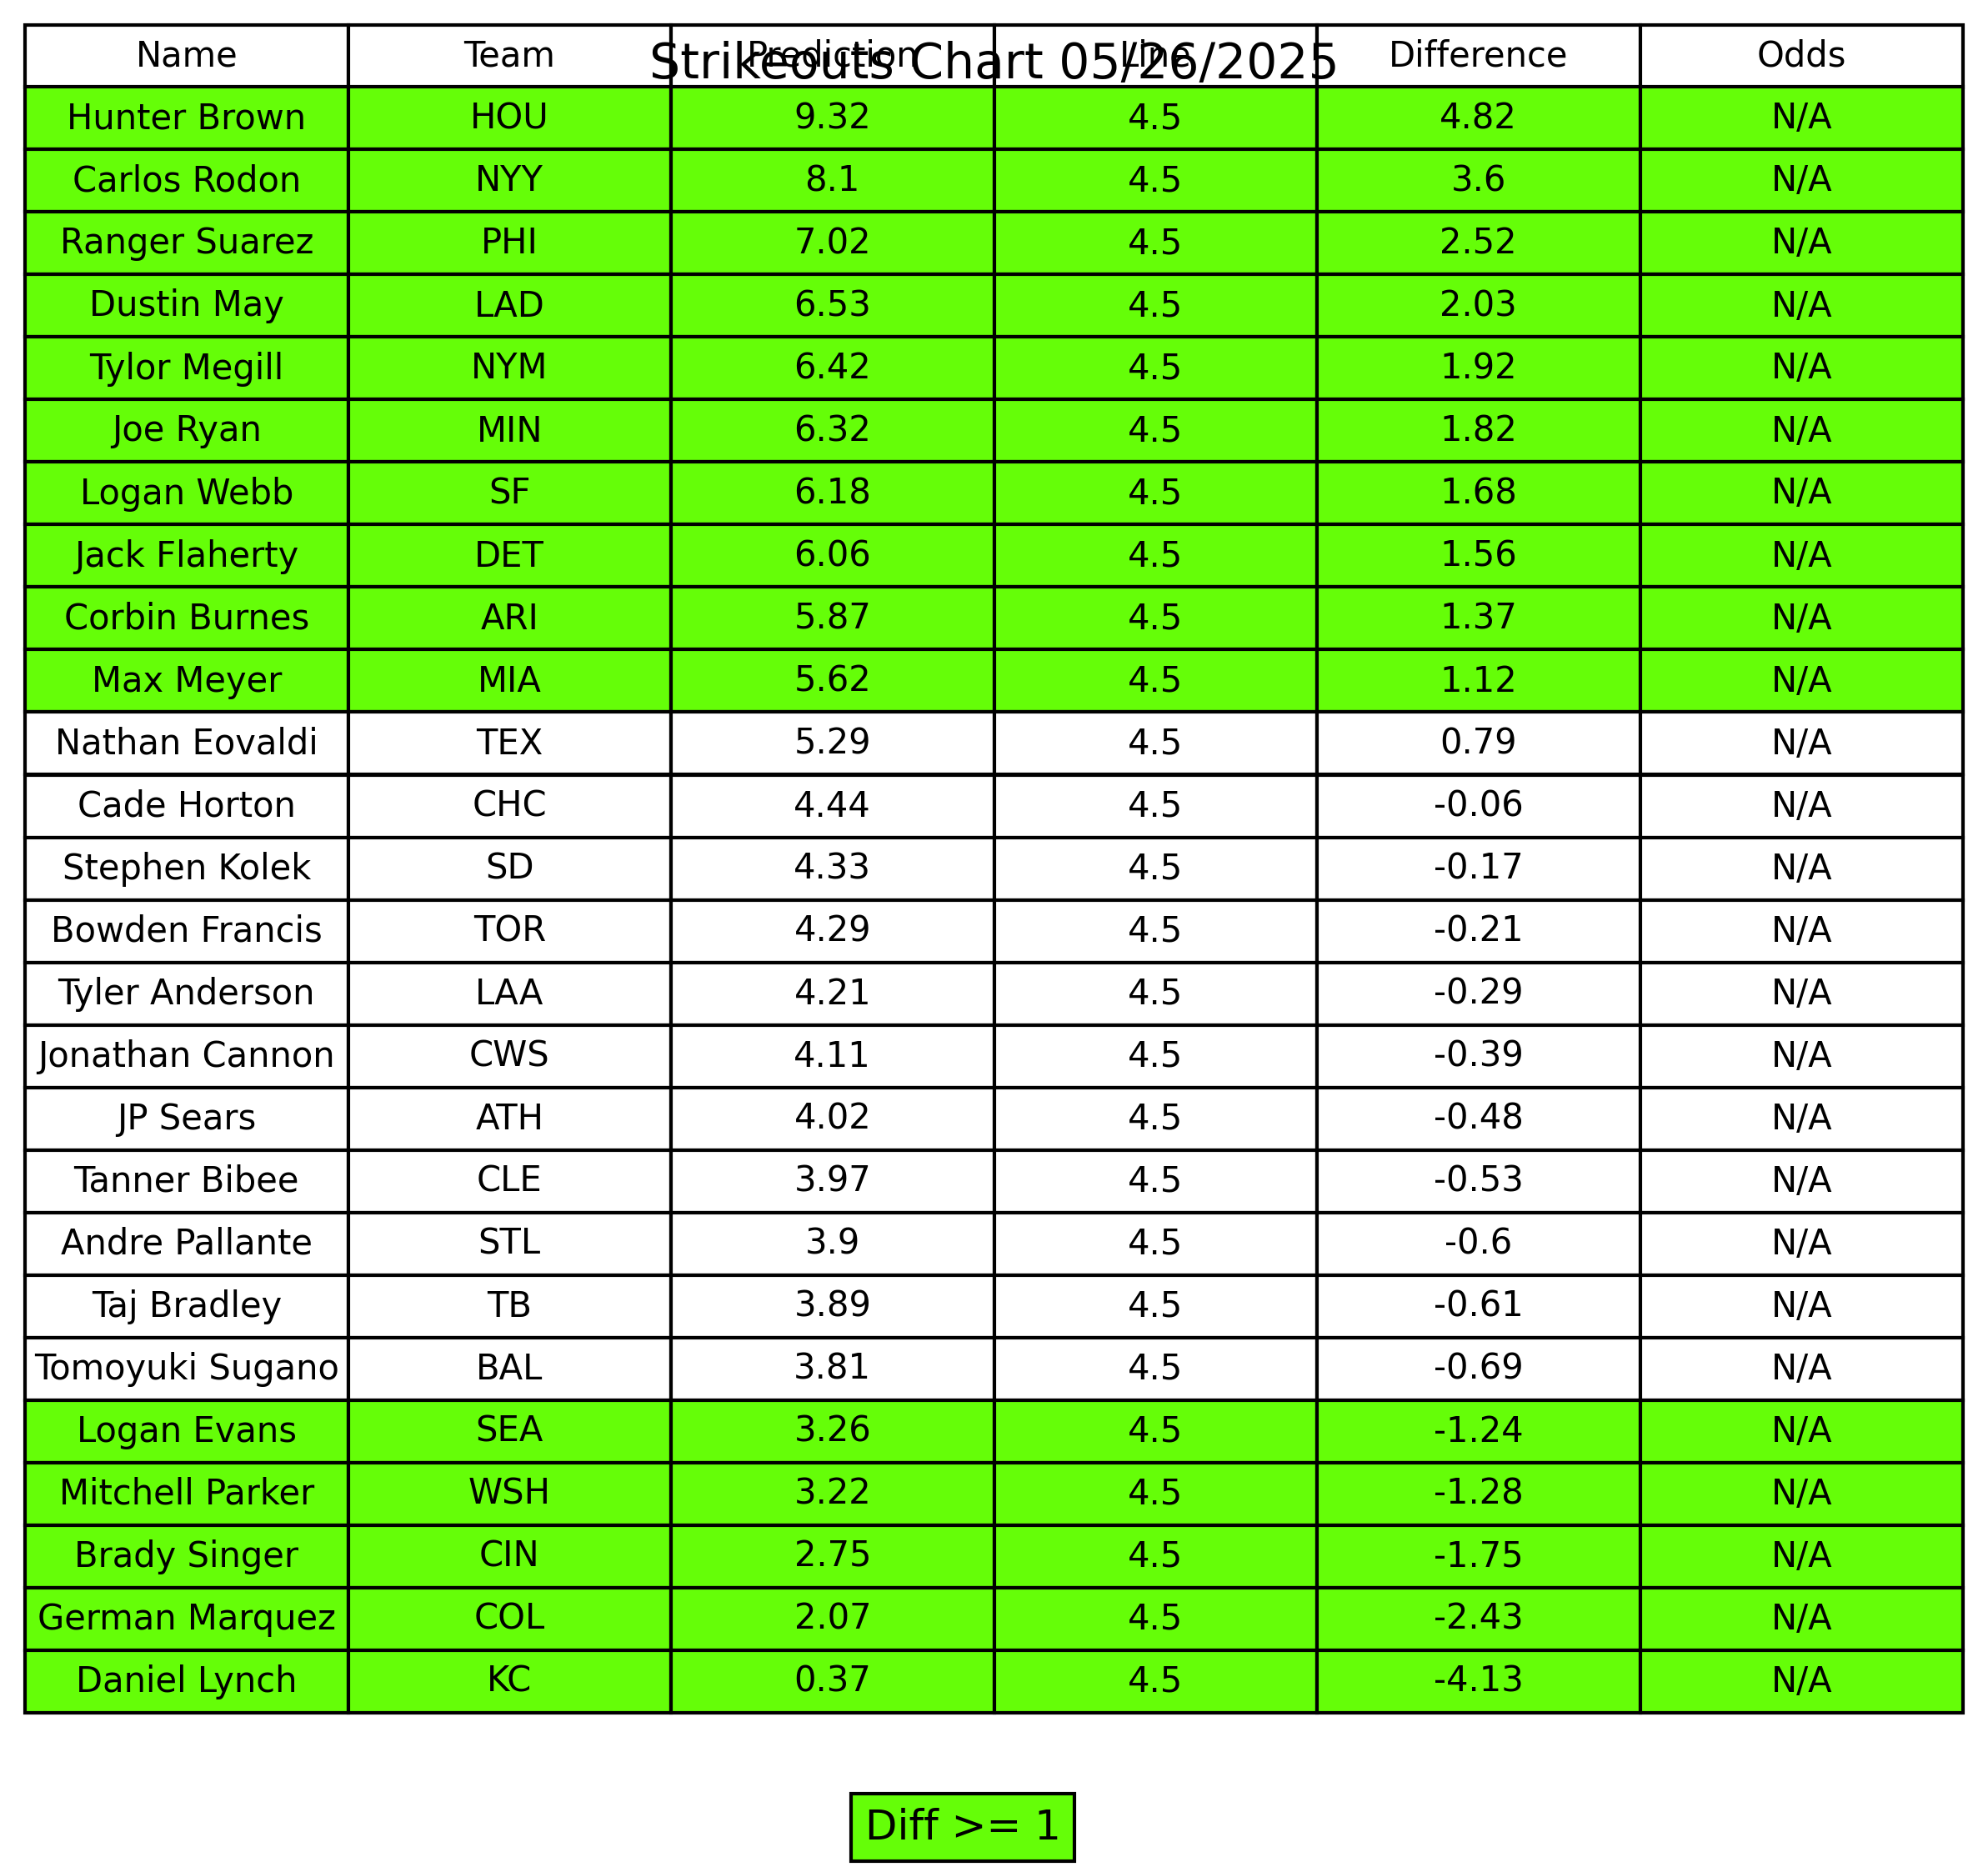 Strikeouts Chart 05/26/2025
Name Team Prediction Line Difference Odds
Hunter Brown HOU 9.32 4.5 4.82 N/A
Carlos Rodon NYY 8.1 4.5 3.6 N/A
Ranger Suarez PHI 7.02 4.5 2.52 N/A
Dustin May LAD 6.53 4.5 2.03 N/A
Tylor Megill NYM 6.42 4.5 1.92 N/A
Joe Ryan MIN 6.32 4.5 1.82 N/A
Logan Webb SF 6.18 4.5 1.68 N/A
Jack Flaherty DET 6.06 4.5 1.56 N/A
Corbin Burnes ARI 5.87 4.5 1.37 N/A
Max Meyer MIA 5.62 4.5 1.12 N/A
Nathan Eovaldi TEX 5.29 4.5 0.79 N/A
Cade Horton CHC 4.44 4.5 -0.06 N/A
Stephen Kolek SD 4.33 4.5 -0.17 N/A
Bowden Francis TOR 4.29 4.5 -0.21 N/A
Tyler Anderson LAA 4.21 4.5 -0.29 N/A
Jonathan Cannon CWS 4.11 4.5 -0.39 N/A
JP Sears ATH 4.02 4.5 -0.48 N/A
Tanner Bibee CLE 3.97 4.5 -0.53 N/A
Andre Pallante STL 3.9 4.5 -0.6 N/A
Taj Bradley TB 3.89 4.5 -0.61 N/A
Tomoyuki Sugano BAL 3.81 4.5 -0.69 N/A
Logan Evans SEA 3.26 4.5 -1.24 N/A
Mitchell Parker WSH 3.22 4.5 -1.28 N/A
Brady Singer CIN 2.75 4.5 -1.75 N/A
German Marquez COL 2.07 4.5 -2.43 N/A
Daniel Lynch KC 0.37 4.5 -4.13 N/A
Diff >= 1